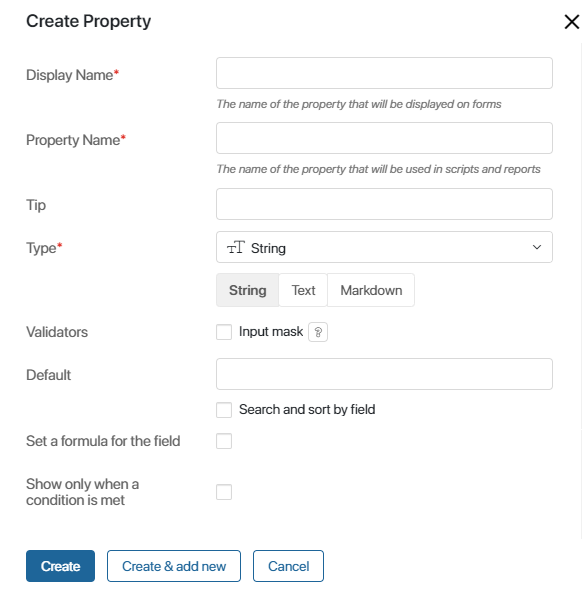 Create Property
Display Name*
The name of the property that will be displayed on forms
Property Name*
The name of the property that will be used in scripts and reports
Tip
Type*
TT String
String Text Markdown
Validators
Input mask ?
Default
Search and sort by field
Set a formula for the field
Show only when a
condition is met
Create Create & add new Cancel